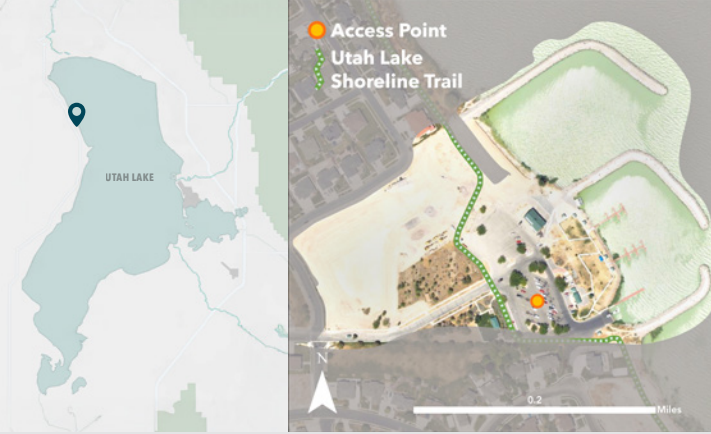 UTAH LAKE
Access Point
Utah Lake
Shoreline Trail
N
0.2
Miles